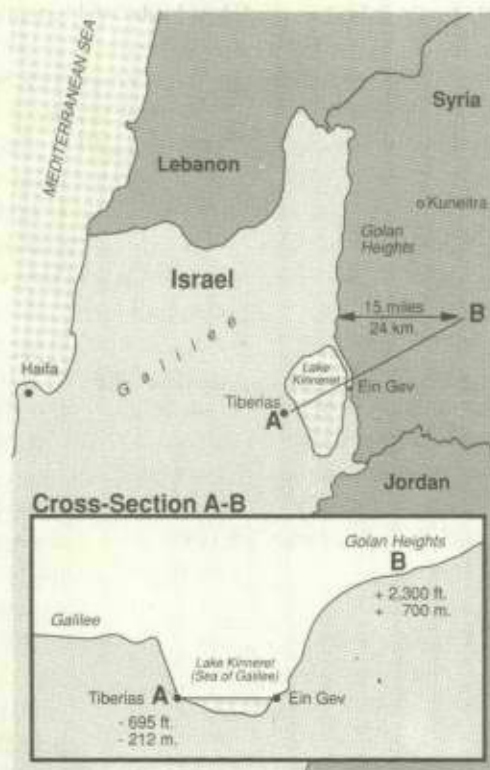 MEDITERRANEAN SEA
Syria
Lebanon
Kuneitra
Golan
Heights
Israel
15 miles
B
24 km.
Galilee
Haifa
Lake
Kinneret
Ein Gev
Tiberias
A
Jordan
Cross-Section A-B
Golan Heights
B
+ 2.300 ft.
+ 700 m.
Galilee
Lake Kinneret
(Sea of Galilee)
Tiberias A
Ein Gev
- 695 ft.
- 212 m.